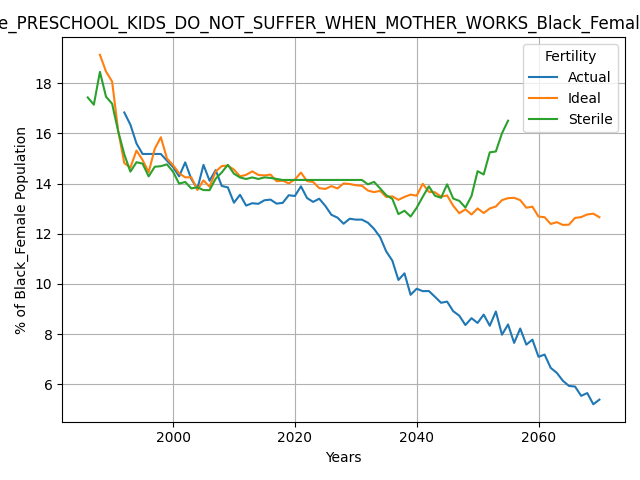 e_PRESCHOOL_KIDS_DO_NOT_SUFFER_WHEN_MOTHER_WORKS_Black_Femal
Fertility
Actual
Ideal
Sterile
% of Black_Female Population
18
16
14
12
10
8
6
2000 2020 2040 2060
Years